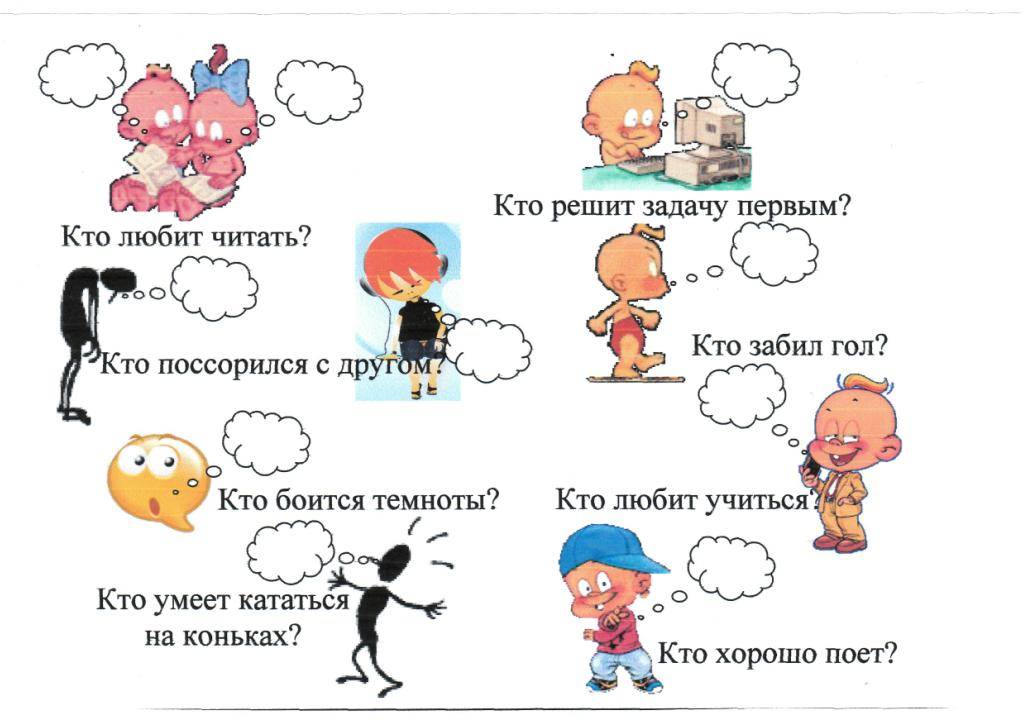 Кто любит читать?
Кто решит задачу первым?
Кто поссорился с другом?
Кто забил гол?
Кто боится темноты?
Кто любит учиться?
Кто умеет кататься
на коньках?
Кто хорошо поет?